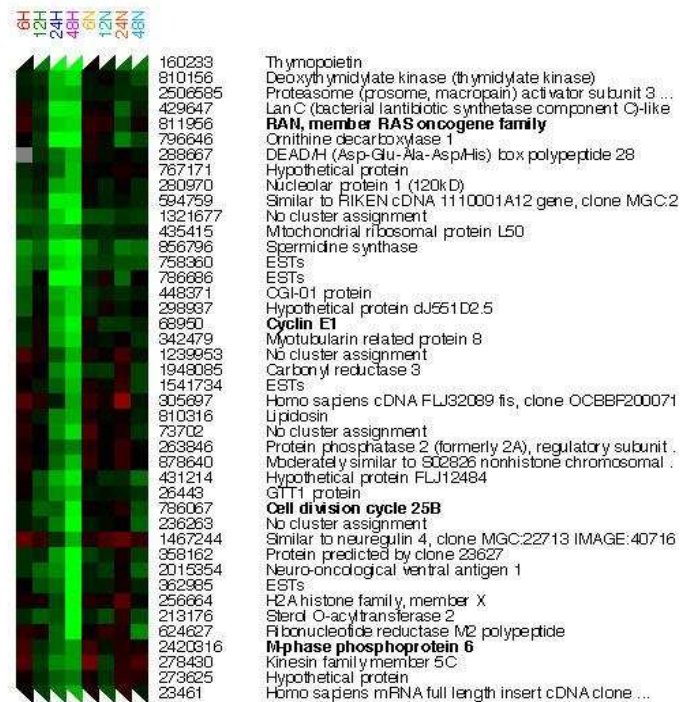 6H 12H 24H 48H 6N 12N 24N 48N
160233 Thymopoietin
810156 Deoxythymidylate kinase (thymidylate kinase)
2506585 Proteasome (prosome, macropain) activator subunit 3 ...
429647 LanC (bacterial lantibiotic synthetase component C)-like
811956 RAN, member RAS oncogene family
796646 Ornithine decarboxylase 1
288667 DEAD/H (Asp-Glu-Ala-Asp/His) box polypeptide 28
767171 Hypothetical protein
280970 Nucleolar protein 1 (120kD)
594759 Similar to RIKEN cDNA 1110001A12 gene, clone MGC:2
1321677 No cluster assignment
435415 Mitochondrial ribosomal protein L50
856796 Spermidine synthase
758360 ESTs
786686 ESTs
448371 CGI-01 protein
298937 Hypothetical protein dJ551D2.5
68950 Cyclin E1
342479 Myotubularin related protein 8
1239953 No cluster assignment
1948085 Carbonyl reductase 3
1541734 ESTs
305697 Homo sapiens cDNA FLJ32089 fis, clone OCBBF200071
810316 Lipidosin
73702 No cluster assignment
263846 Protein phosphatase 2 (formerly 2A), regulatory subunit .
878640 Moderately similar to S02826 nonhistone chromosomal .
431214 Hypothetical protein FLJ12484
26443 GTT1 protein
786067 Cell division cycle 25B
236263 No cluster assignment
1467244 Similar to neuregulin 4, clone MGC:22713 IMAGE:40716
358162 Protein predicted by clone 23627
2015354 Neuro-oncological ventral antigen 1
362985 ESTs
256664 H2A histone family, member X
213176 Sterol O-acyltransferase 2
624627 Ribonucleotide reductase M2 polypeptide
2420316 M-phase phosphoprotein 6
278430 Kinesin family member 5C
273625 Hypothetical protein
23461 Homo sapiens mRNA full length insert cDNA clone ...